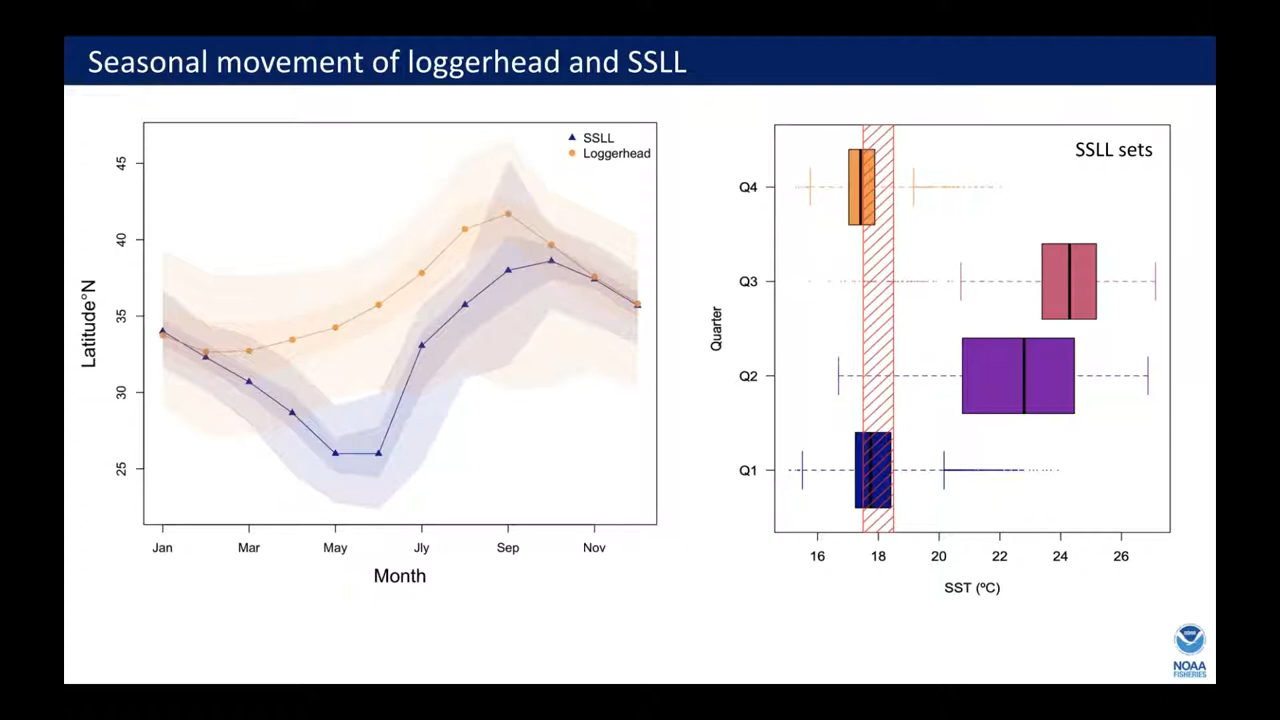 Seasonal movement of loggerhead and SSLL
SSLL
Loggerhead
45
40
35
30
25
Latitude°N
Jan
Mar
May
Jly
Sep
Nov
Month
SSLL sets
Q4
Q3
Q2
Q1
Quarter
16
18
20
22
24
26
SST (ºC)
NOAA
FISHERIES